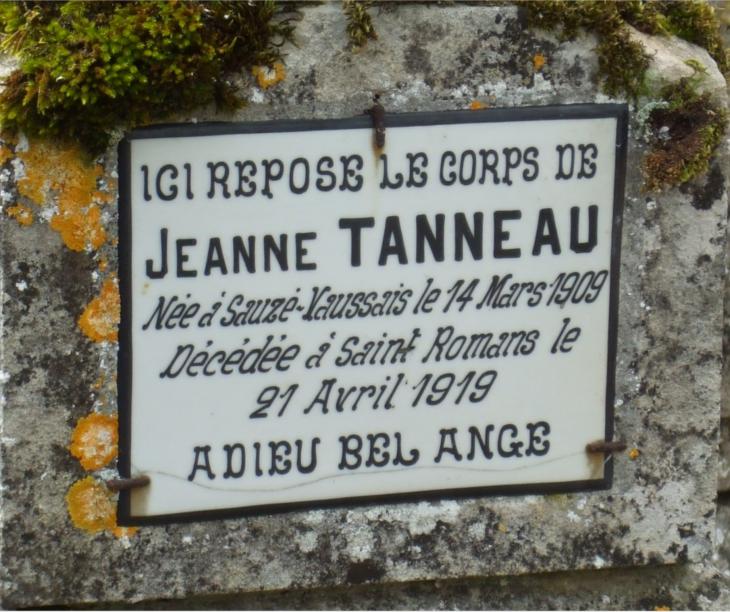 ICI REPOSE LE CORPS DE
JEANNE TANNEAU
Née à Sauzé-Vaussais le 14 Mars 1909
Décédée à Saint Romans le
21 Avril 1919
ADIEU BEL ANGE